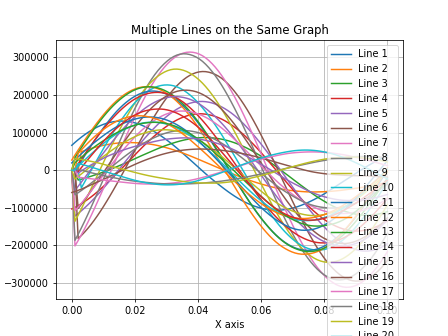 Multiple Lines on the Same Graph
300000
200000
100000
0
−100000
−200000
−300000
0.00
0.02
0.04
0.06
0.08
X axis
Line 1
Line 2
Line 3
Line 4
Line 5
Line 6
Line 7
Line 8
Line 9
Line 10
Line 11
Line 12
Line 13
Line 14
Line 15
Line 16
Line 17
Line 18
Line 19
Line 20